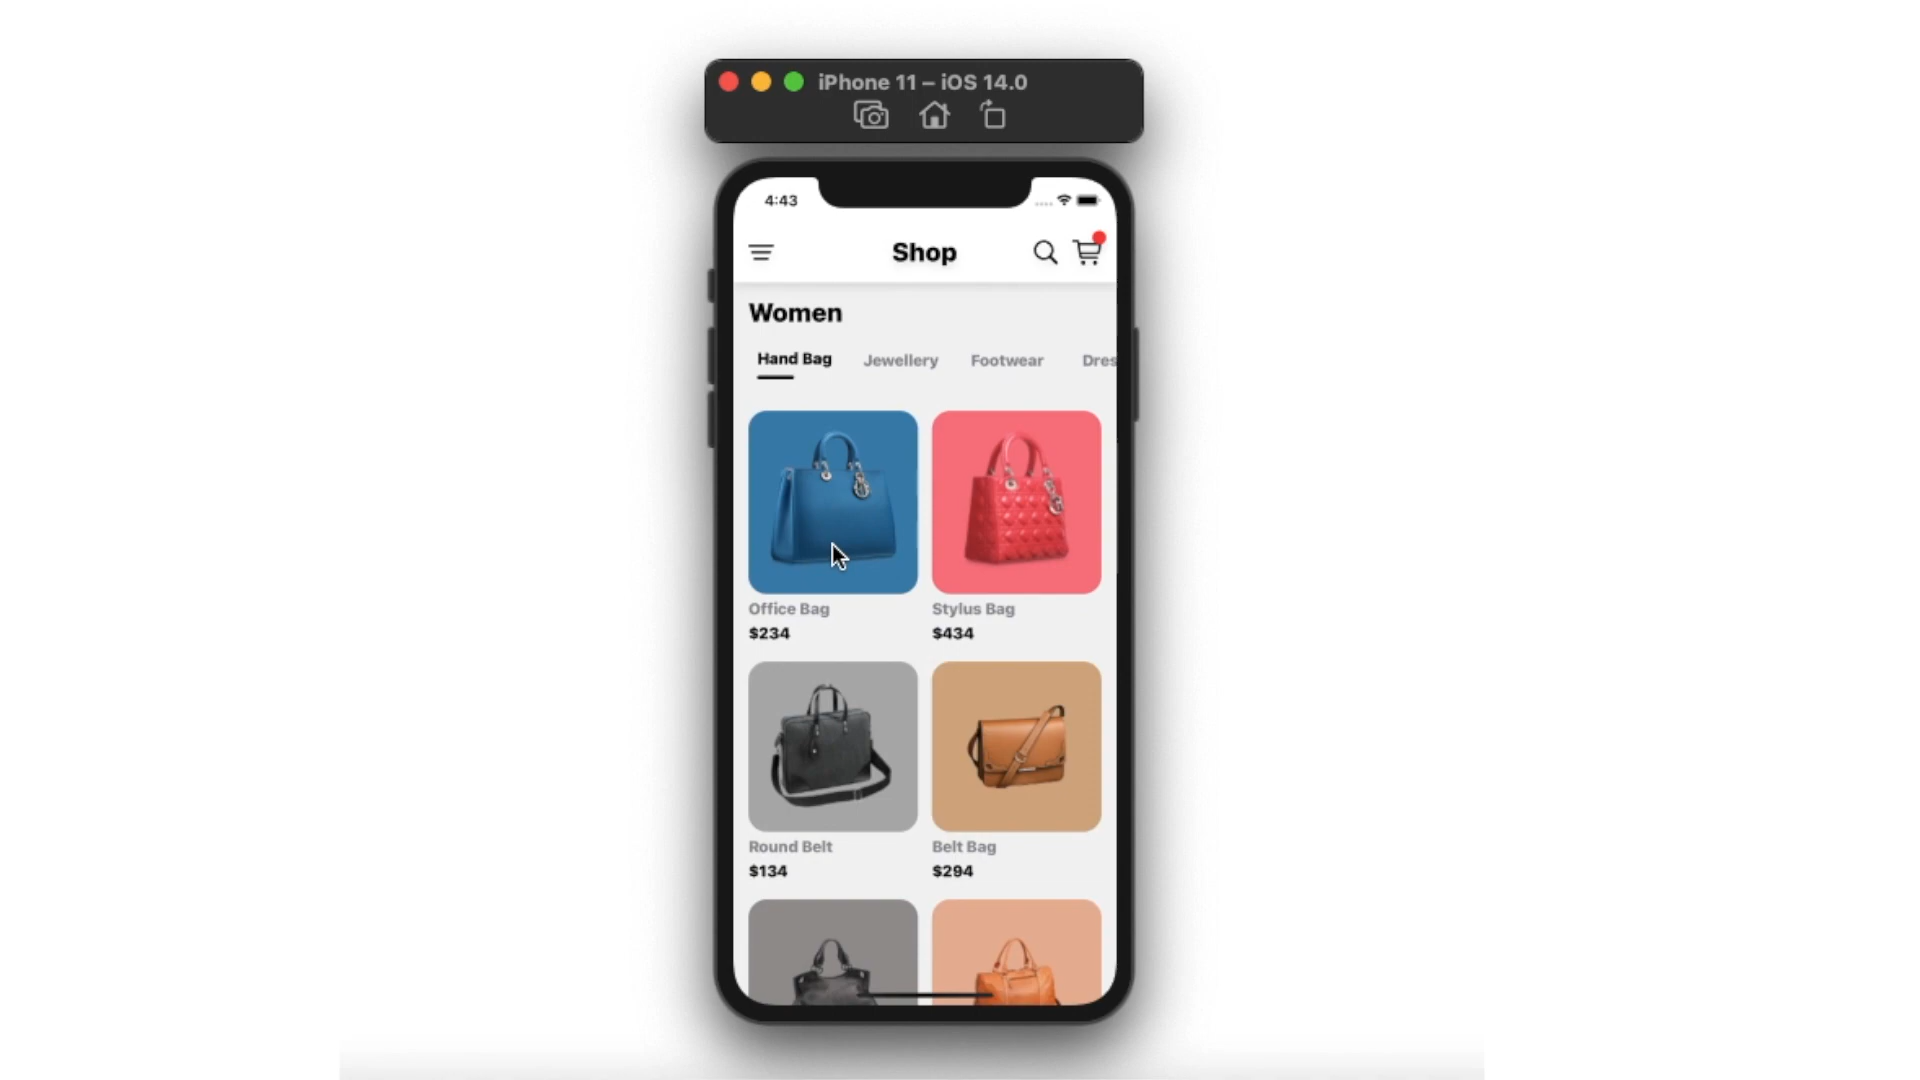 iPhone 11 – iOS 14.0
4:43
Shop
Women
Hand Bag Jewellery Footwear Dres
Office Bag Stylus Bag
$234 $434
Round Belt Belt Bag
$134 $294